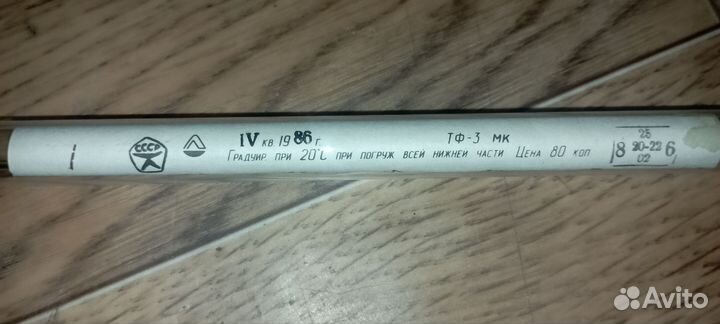 СССР
IV кв 1986 г.
ТФ-3 МК
Градуир. при 20°С при погруж всей нижней части Цена 80 коп
25
8 20-22 6
02
Avito